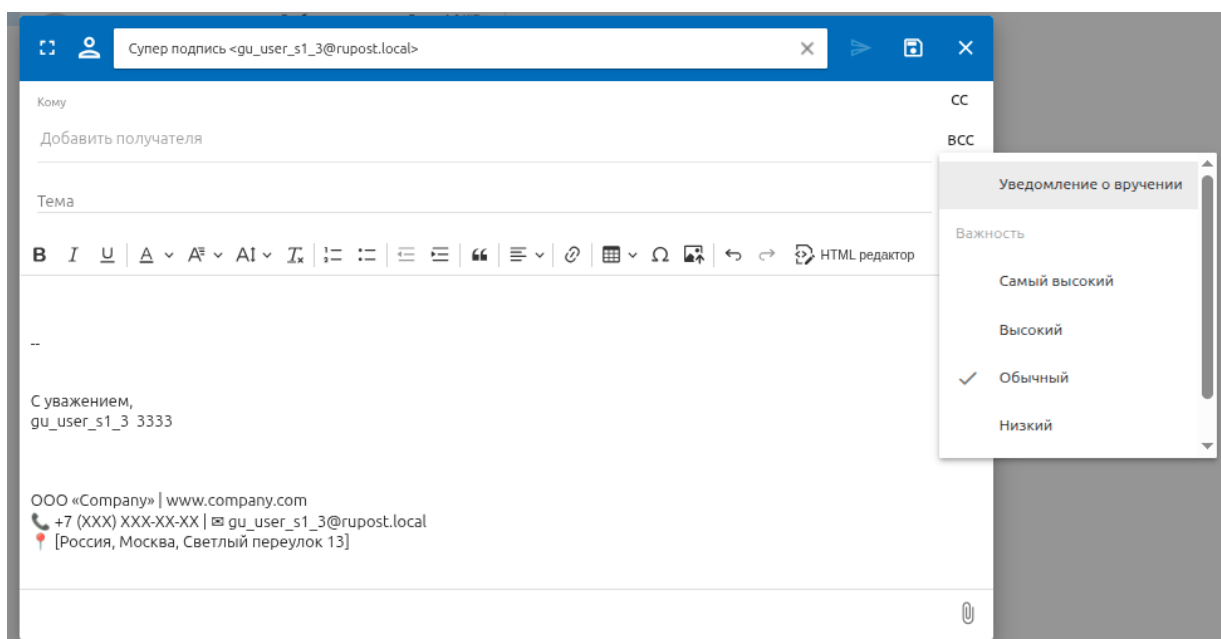 Супер подпись <gu_user_s1_3@rupost.local>
Кому
CC
Добавить получателя
BCC
Тема
HTML редактор
--
С уважением,
gu_user_s1_3 3333
ООО «Company» | www.company.com
📞 +7 (XXX) XXX-XX-XX | ✉ gu_user_s1_3@rupost.local
📍 [Россия, Москва, Светлый переулок 13]
Уведомление о вручении
Важность
Самый высокий
Высокий
Обычный
Низкий